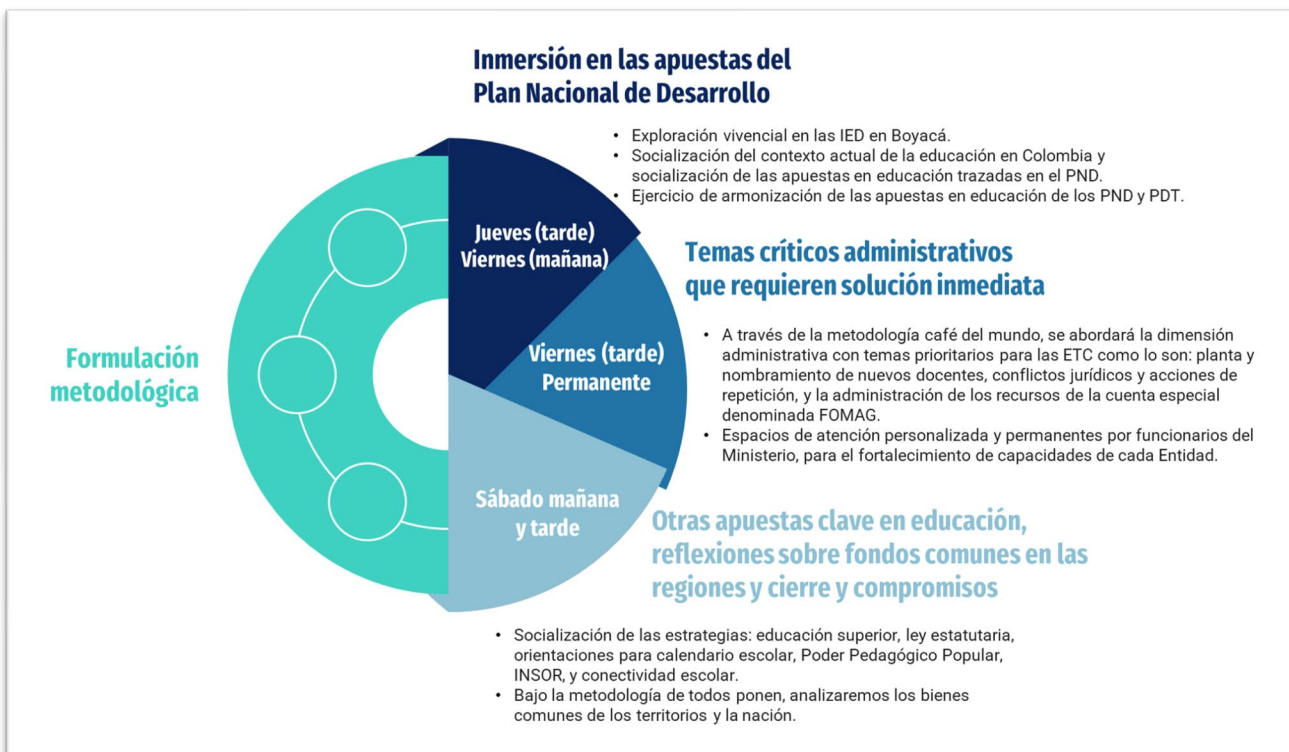 Inmersión en las apuestas del
Plan Nacional de Desarrollo
• Exploración vivencial en las IED en Boyacá.
• Socialización del contexto actual de la educación en Colombia y
socialización de las apuestas en educación trazadas en el PND.
• Ejercicio de armonización de las apuestas en educación de los PND y PDT.
Jueves (tarde)
Viernes (mañana)
Temas críticos administrativos
que requieren solución inmediata
• A través de la metodología café del mundo, se abordará la dimensión
administrativa con temas prioritarios para las ETC como lo son: planta y
nombramiento de nuevos docentes, conflictos jurídicos y acciones de
repetición, y la administración de los recursos de la cuenta especial
denominada FOMAG.
• Espacios de atención personalizada y permanentes por funcionarios del
Ministerio, para el fortalecimiento de capacidades de cada Entidad.
Viernes (tarde)
Permanente
Formulación
metodológica
Sábado mañana
y tarde
Otras apuestas clave en educación,
reflexiones sobre fondos comunes en las
regiones y cierre y compromisos
• Socialización de las estrategias: educación superior, ley estatutaria,
orientaciones para calendario escolar, Poder Pedagógico Popular,
INSOR, y conectividad escolar.
• Bajo la metodología de todos ponen, analizaremos los bienes
comunes de los territorios y la nación.